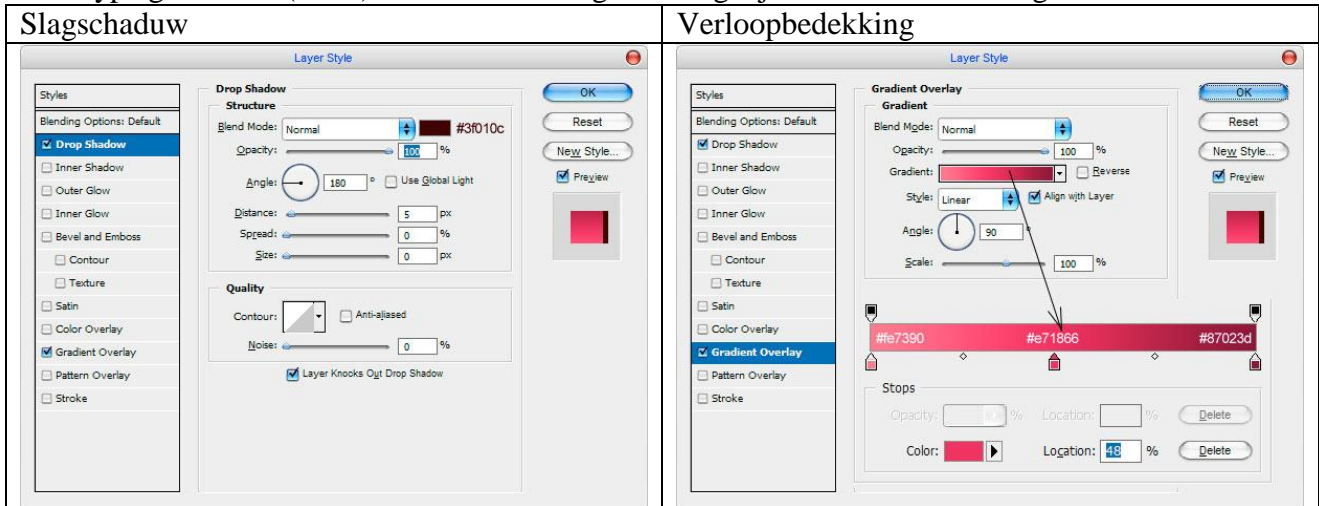 Slagschaduw
Layer Style
Styles
Blending Options: Default
Drop Shadow
Inner Shadow
Outer Glow
Inner Glow
Bevel and Emboss
Contour
Texture
Satin
Color Overlay
Gradient Overlay
Pattern Overlay
Stroke
Drop Shadow
Structure
Blend Mode: Normal #3f010c
Opacity: 100 %
Angle: 180 ° Use Global Light
Distance: 5 px
Spread: 0 %
Size: 0 px
Quality
Contour: Anti-aliased
Noise: 0 %
Layer Knocks Out Drop Shadow
OK
Reset
New Style...
Preview
Verloopbedekking
Layer Style
Styles
Blending Options: Default
Drop Shadow
Inner Shadow
Outer Glow
Inner Glow
Bevel and Emboss
Contour
Texture
Satin
Color Overlay
Gradient Overlay
Pattern Overlay
Stroke
Gradient Overlay
Gradient
Blend Mode: Normal
Opacity: 100 %
Gradient: Reverse
Style: Linear Align with Layer
Angle: 90 °
Scale: 100 %
#fe7390 #e71866 #87023d
Stops
Opacity: % Location: % Delete
Color: Location: 48 % Delete
OK
Reset
New Style...
Preview